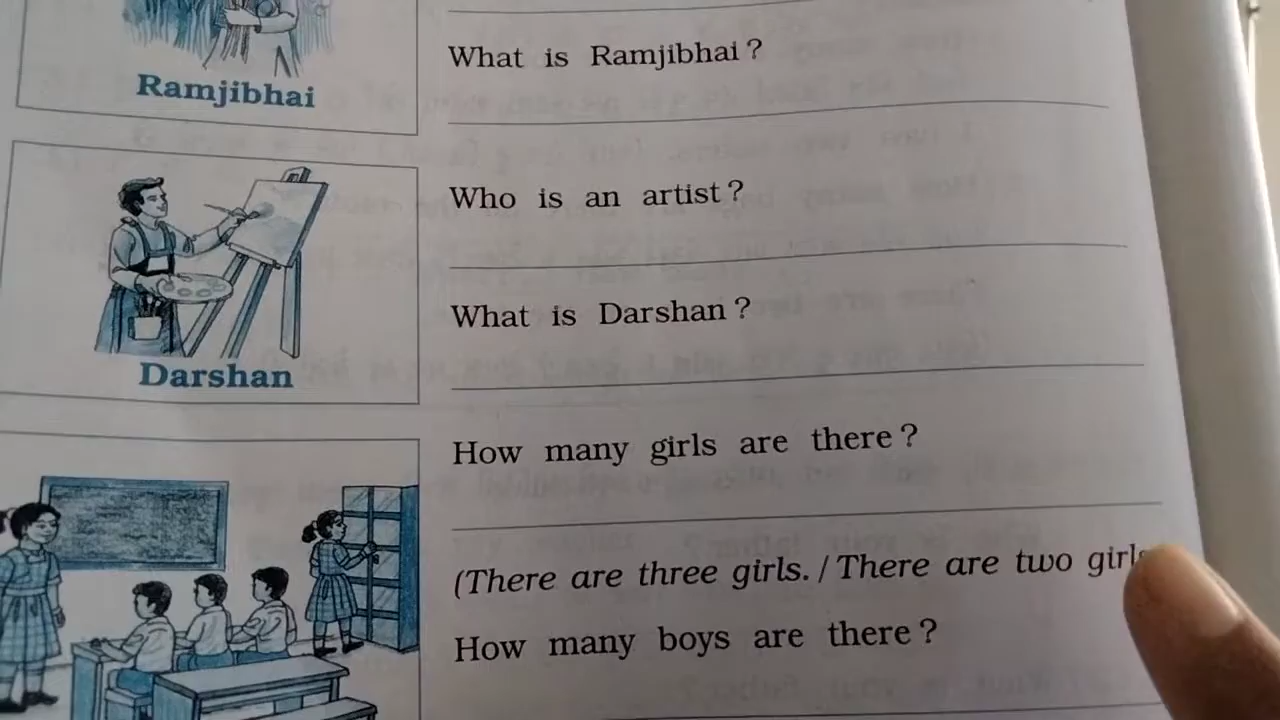 Ramjibhai
What is Ramjibhai ?
Who is an artist ?
What is Darshan ?
Darshan
How many girls are there ?
(There are three girls. / There are two girls
How many boys are there ?